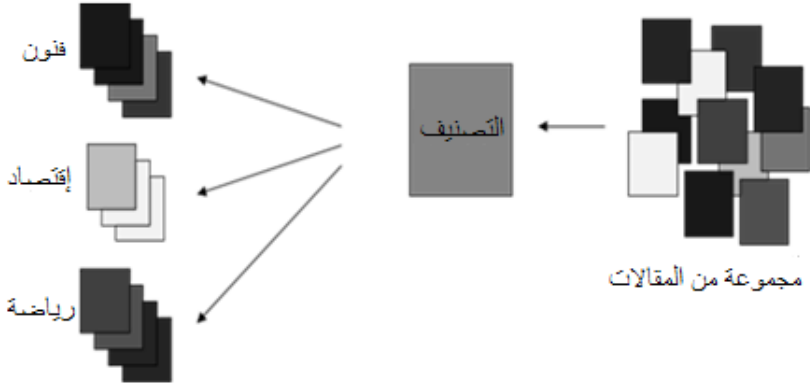 فنون
التصنيف
إقتصاد
مجموعة من المقالات
رياضة